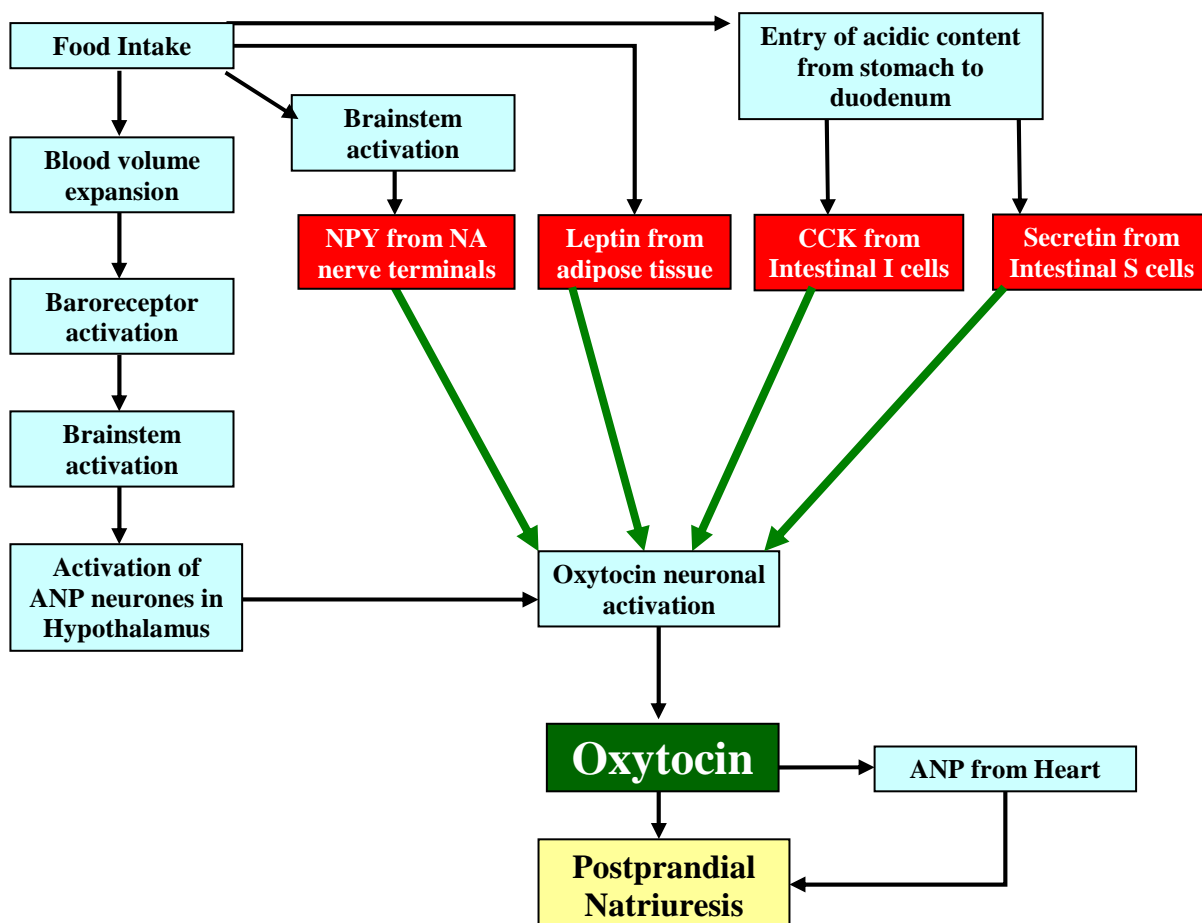 Food Intake
Entry of acidic content
from stomach to
duodenum
Brainstem
activation
Blood volume
expansion
NPY from NA
nerve terminals
Leptin from
adipose tissue
CCK from
Intestinal I cells
Secretin from
Intestinal S cells
Baroreceptor
activation
Brainstem
activation
Activation of
ANP neurones in
Hypothalamus
Oxytocin neuronal
activation
Oxytocin
ANP from Heart
Postprandial
Natriuresis